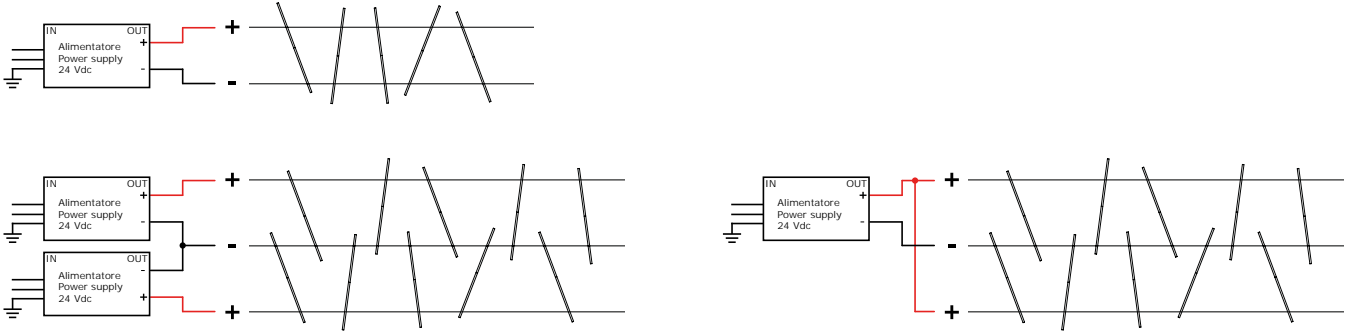 IN OUT
Alimentatore
Power supply
24 Vdc
+
-
+
-
IN OUT
Alimentatore
Power supply
24 Vdc
+
-
OUT
IN
Alimentatore
Power supply
24 Vdc
-
+
+
-
+
IN OUT
Alimentatore
Power supply
24 Vdc
+
-
+
-
+